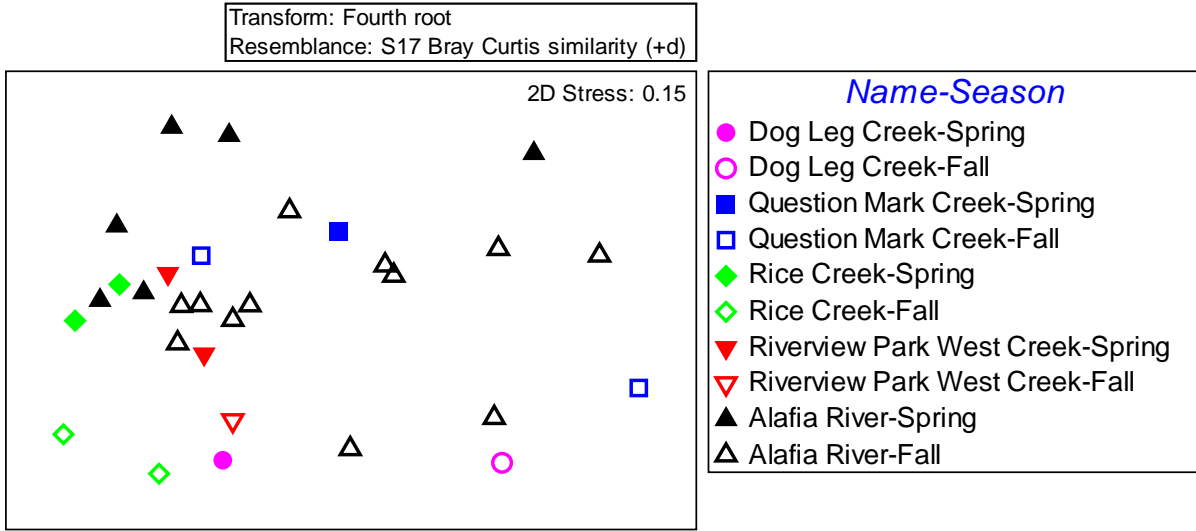 Transform: Fourth root
Resemblance: S17 Bray Curtis similarity (+d)
2D Stress: 0.15
Name-Season
Dog Leg Creek-Spring
Dog Leg Creek-Fall
Question Mark Creek-Spring
Question Mark Creek-Fall
Rice Creek-Spring
Rice Creek-Fall
Riverview Park West Creek-Spring
Riverview Park West Creek-Fall
Alafia River-Spring
Alafia River-Fall